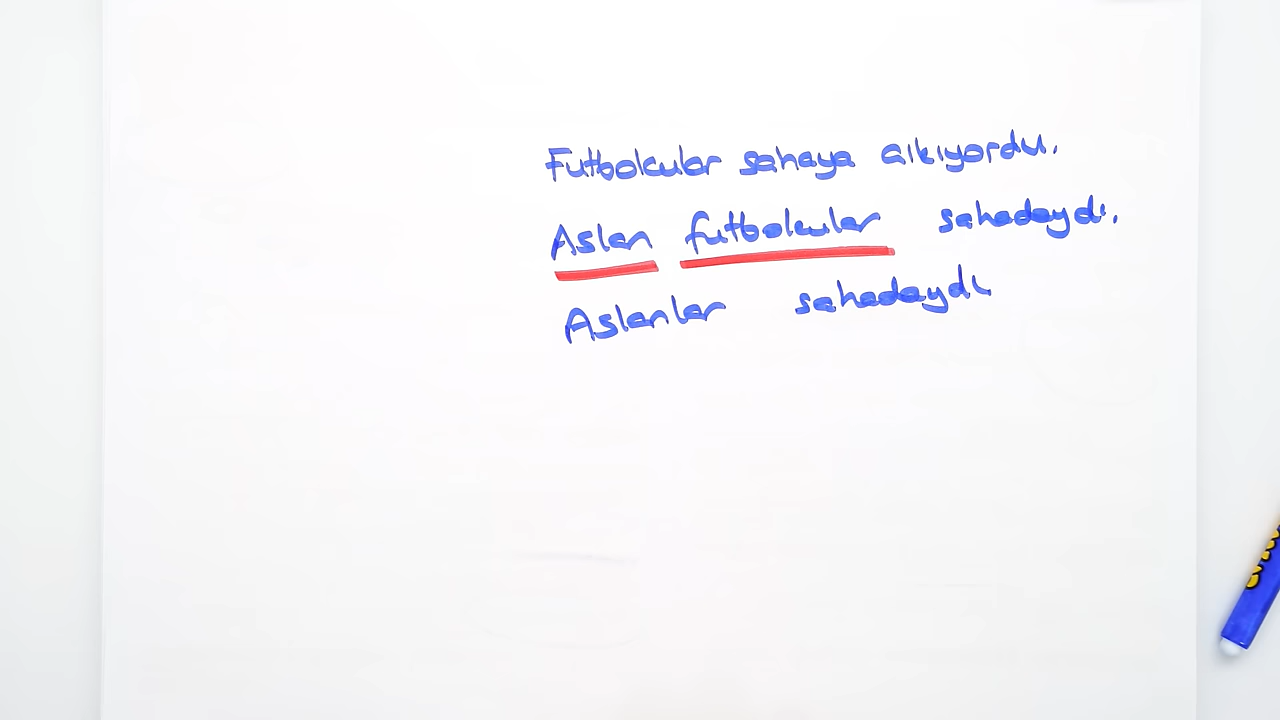 Futbolcular sahaya çıkıyordu.
Aslan futbolcular sahadaydı.
Aslanlar sahadaydı